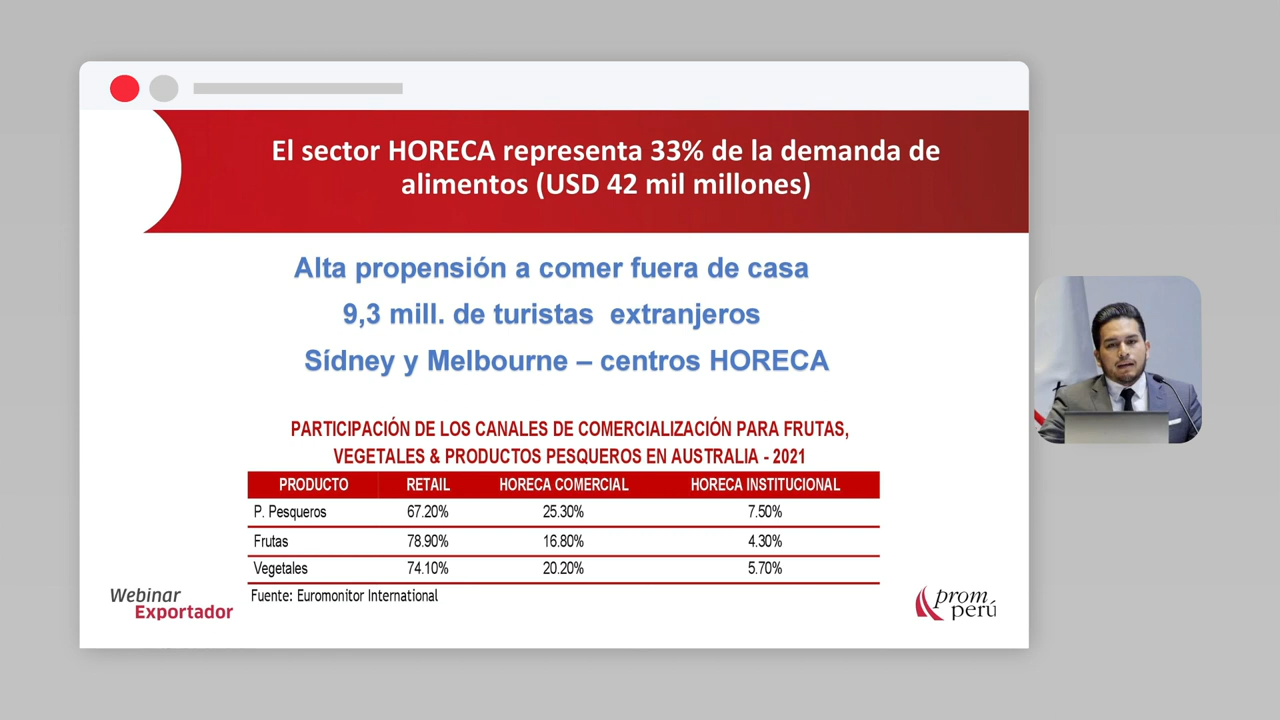 El sector HORECA representa 33% de la demanda de
alimentos (USD 42 mil millones)
Alta propensión a comer fuera de casa
9,3 mill. de turistas extranjeros
Sídney y Melbourne – centros HORECA
PARTICIPACIÓN DE LOS CANALES DE COMERCIALIZACIÓN PARA FRUTAS,
VEGETALES & PRODUCTOS PESQUEROS EN AUSTRALIA - 2021
PRODUCTO RETAIL HORECA COMERCIAL HORECA INSTITUCIONAL
P. Pesqueros 67.20% 25.30% 7.50%
Frutas 78.90% 16.80% 4.30%
Vegetales 74.10% 20.20% 5.70%
Fuente: Euromonitor International
Webinar
Exportador
prom
perú